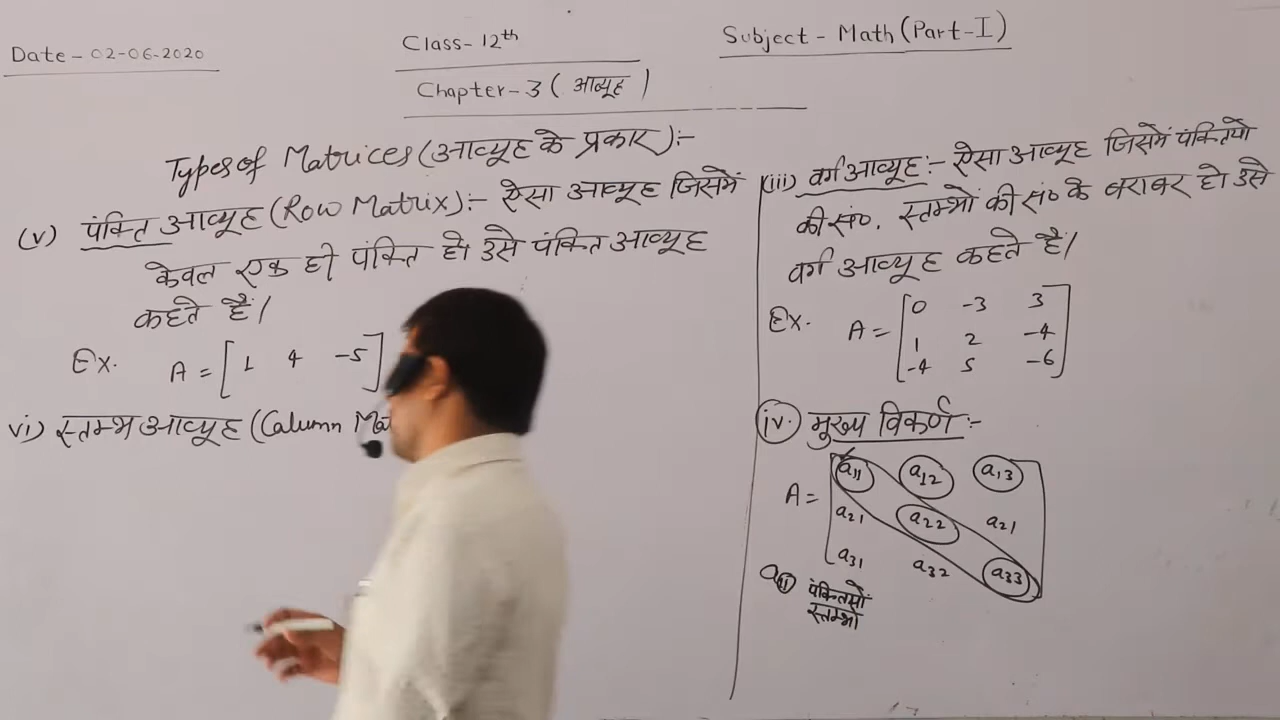 Date - 02-06-2020
Class- 12th
Subject - Math (Part-I)
Chapter-3 ( आव्यूह )
Types of Matrices (आव्यूह के प्रकार) :-
(v) पंक्ति आव्यूह (Row Matrix) :- ऐसा आव्यूह जिसमें
केवल एक ही पंक्ति हो उसे पंक्ति आव्यूह
कहते हैं।
Ex. A = [ 1 4 -5 ]
vi) स्तम्भ आव्यूह (Column Mat
(iii) वर्ग आव्यूह :- ऐसा आव्यूह जिसमें पंक्तियो
की सं०. स्तम्भों की सं० के बराबर हो उसे
वर्ग आव्यूह कहते हैं।
Ex. A = [ 0 -3 3
1 2 -4
-4 5 -6 ]
iv. मुख्य विकर्ण :-
A = [ a11 a12 a13
a21 a22 a21
a31 a32 a33 ]
पंक्तियों
स्तम्भो